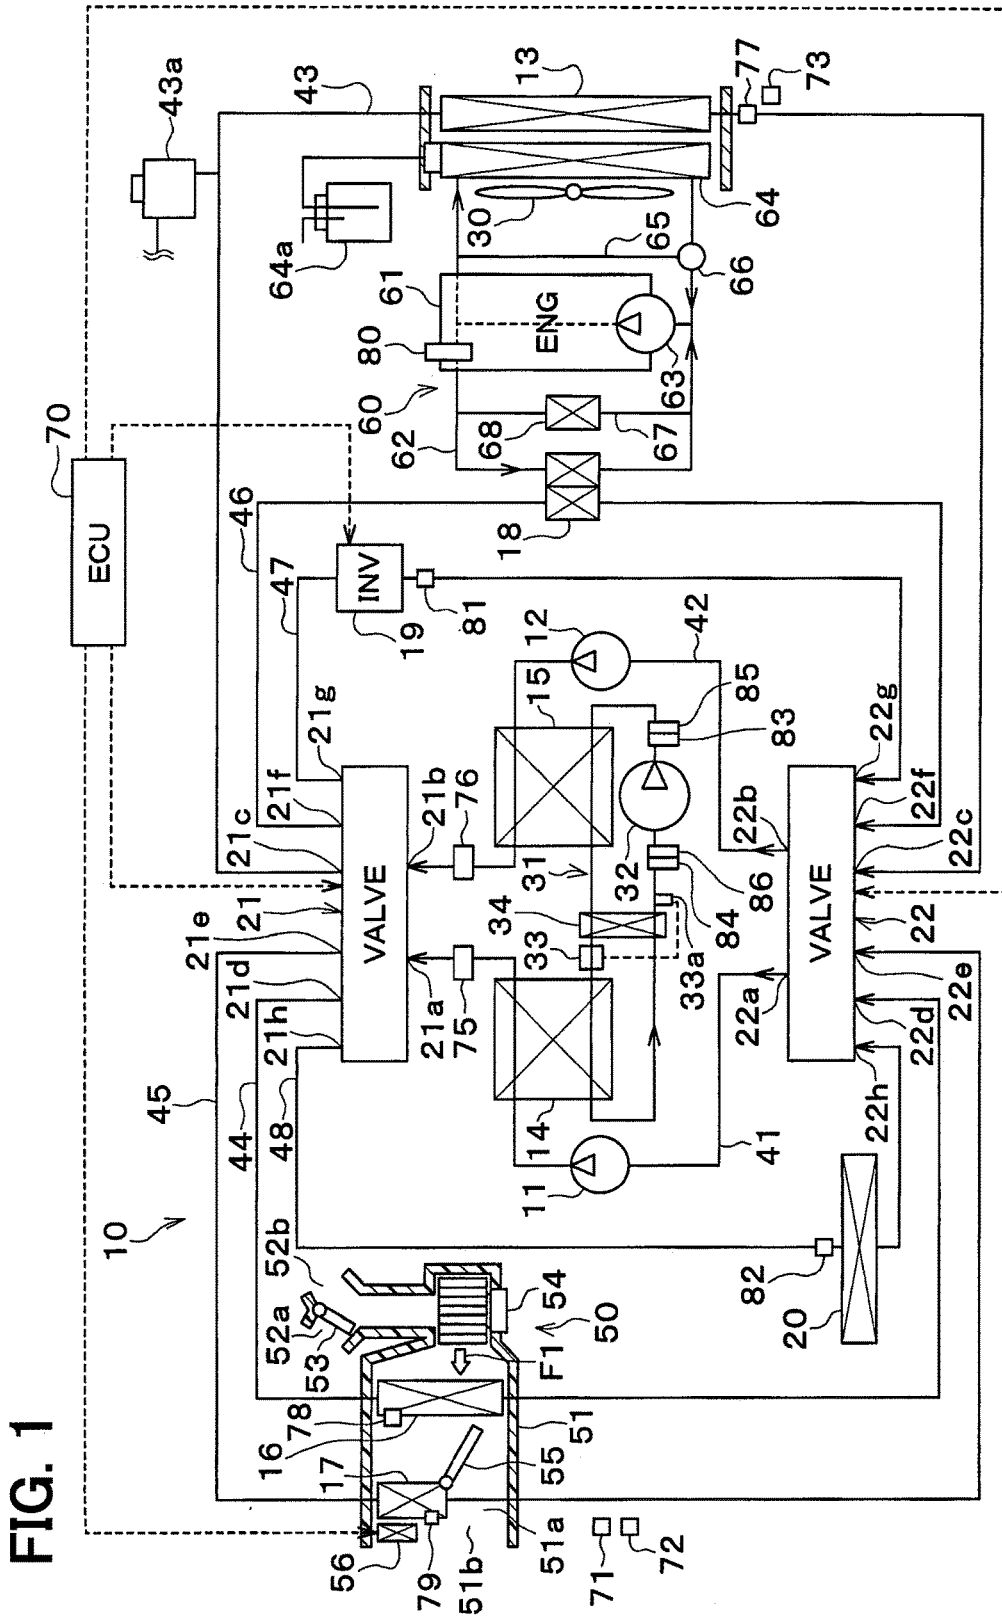 FIG. 1
10
45
44
48
21h
21d
21e
21
21c
21f
21g
47
46
70
ECU
43
43a
64a
13
77
73
30
64
65
66
61
80
ENG
60
62
63
68
67
18
INV
19
81
VALVE
21a
21b
75
76
12
15
42
85
83
31
32
86
34
33
84
33a
14
11
41
22a
22b
VALVE
22g
22f
22c
22
22e
22d
22h
82
20
52b
52a
53
54
50
F1
78
16
17
51
55
79
56
51b
51a
71
72